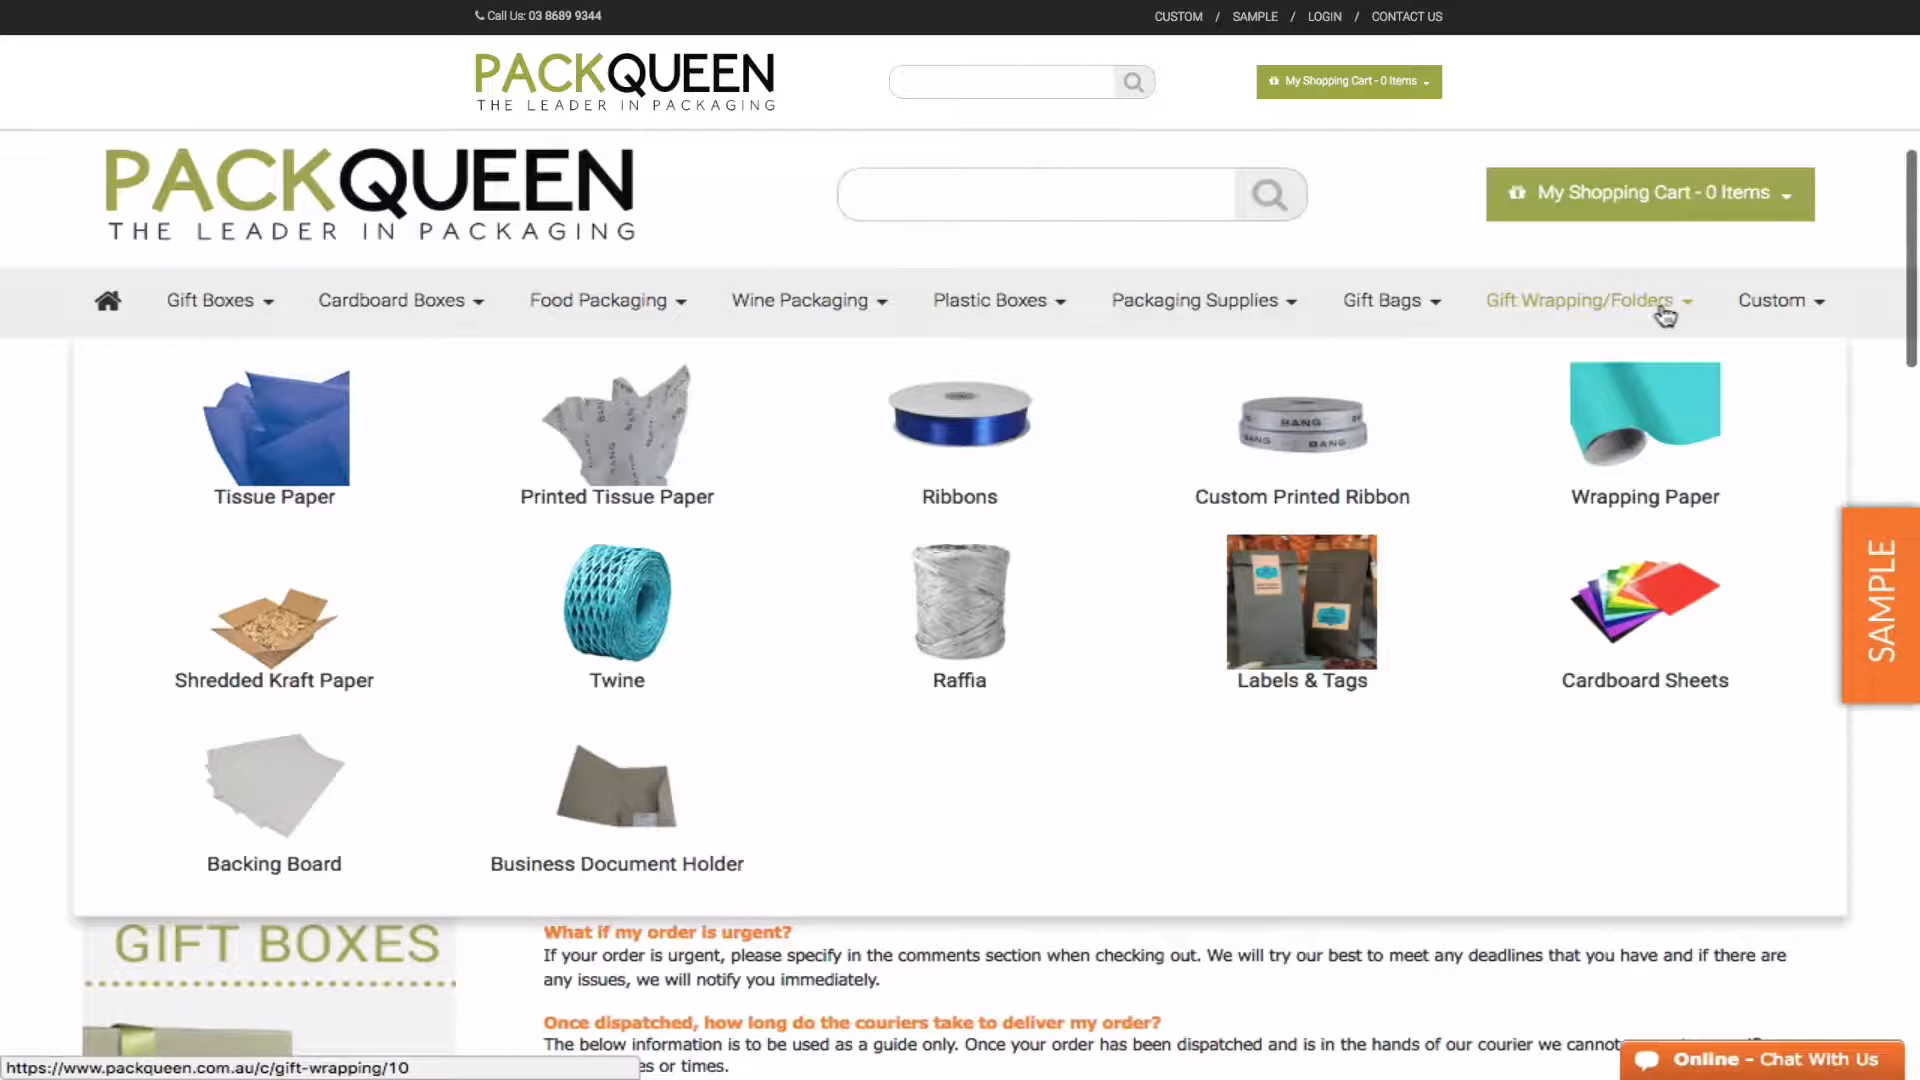 Call Us: 03 8689 9344
CUSTOM / SAMPLE / LOGIN / CONTACT US
PACKQUEEN
THE LEADER IN PACKAGING
My Shopping Cart - 0 Items
PACKQUEEN
THE LEADER IN PACKAGING
My Shopping Cart - 0 Items
Gift Boxes Cardboard Boxes Food Packaging Wine Packaging Plastic Boxes Packaging Supplies Gift Bags Gift Wrapping/Folders Custom
BANG
BANG BANG
Tissue Paper Printed Tissue Paper Ribbons Custom Printed Ribbon Wrapping Paper
SAMPLE
Shredded Kraft Paper Twine Raffia Labels & Tags Cardboard Sheets
Backing Board Business Document Holder
GIFT BOXES
What if my order is urgent?
If your order is urgent, please specify in the comments section when checking out. We will try our best to meet any deadlines that you have and if there are
any issues, we will notify you immediately.
Once dispatched, how long do the couriers take to deliver my order?
The below information is to be used as a guide only. Once your order has been dispatched and is in the hands of our courier we cannot
es or times.
https://www.packqueen.com.au/c/gift-wrapping/10
Online - Chat With Us